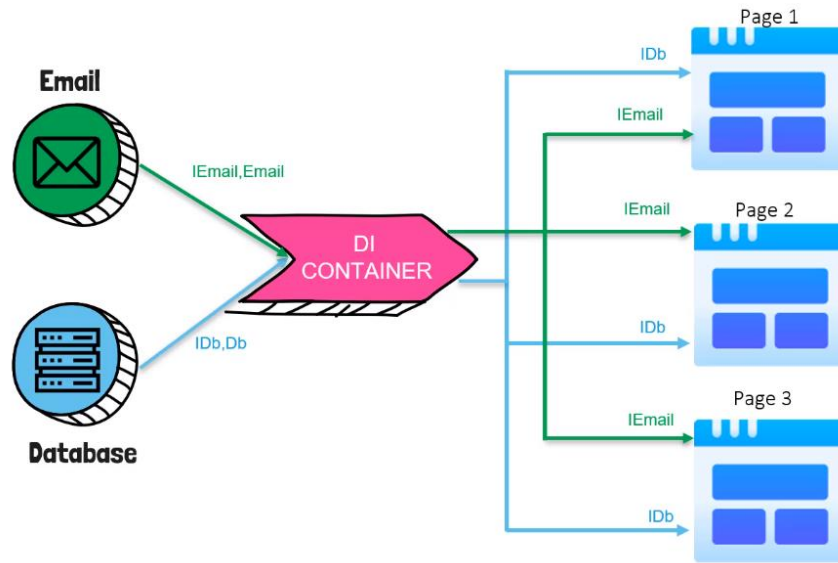 Email
IEmail,Email
DI
CONTAINER
IDb,Db
Database
Page 1
IDb
IEmail
Page 2
IEmail
IDb
Page 3
IEmail
IDb